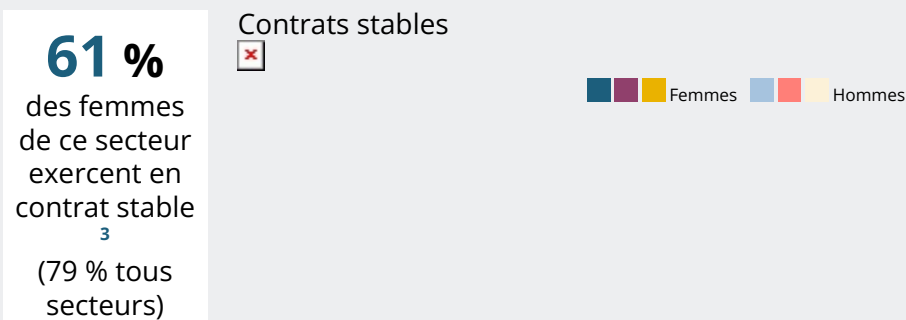 61 %
des femmes
de ce secteur
exercent en
contrat stable
3
(79 % tous
secteurs)
Contrats stables
Femmes
Hommes